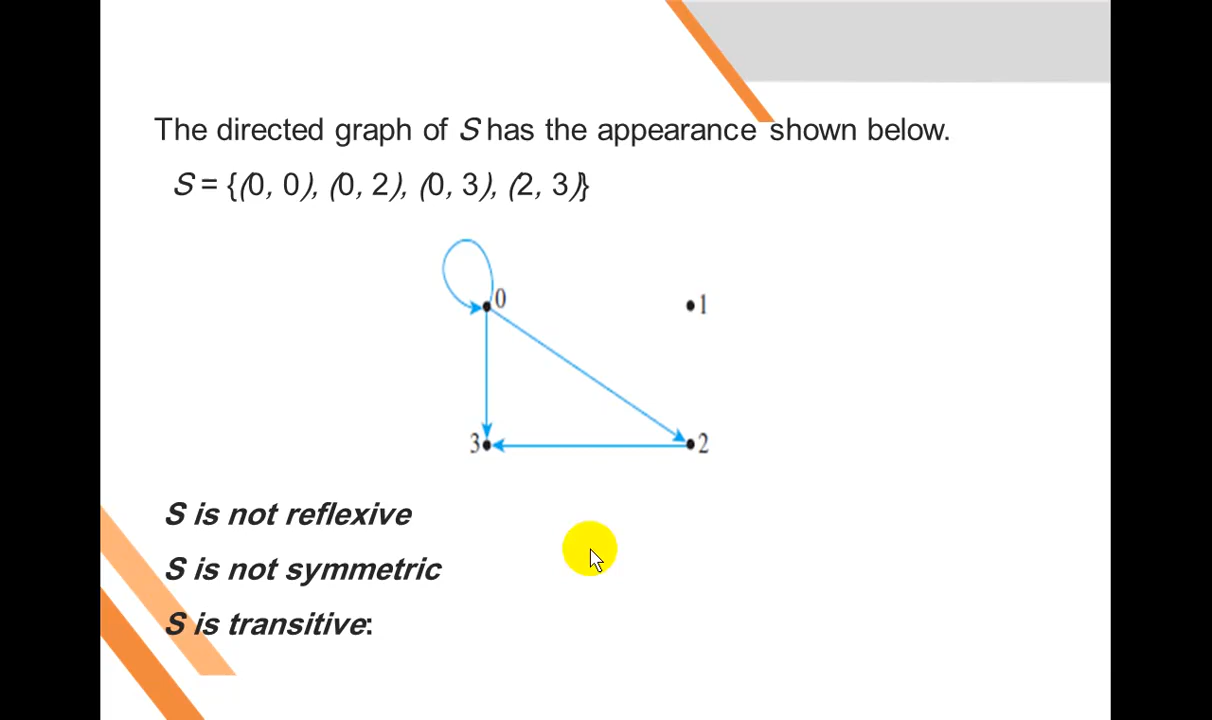 The directed graph of S has the appearance shown below.
S = {(0, 0), (0, 2), (0, 3), (2, 3)}
0
1
3
2
S is not reflexive
S is not symmetric
S is transitive: